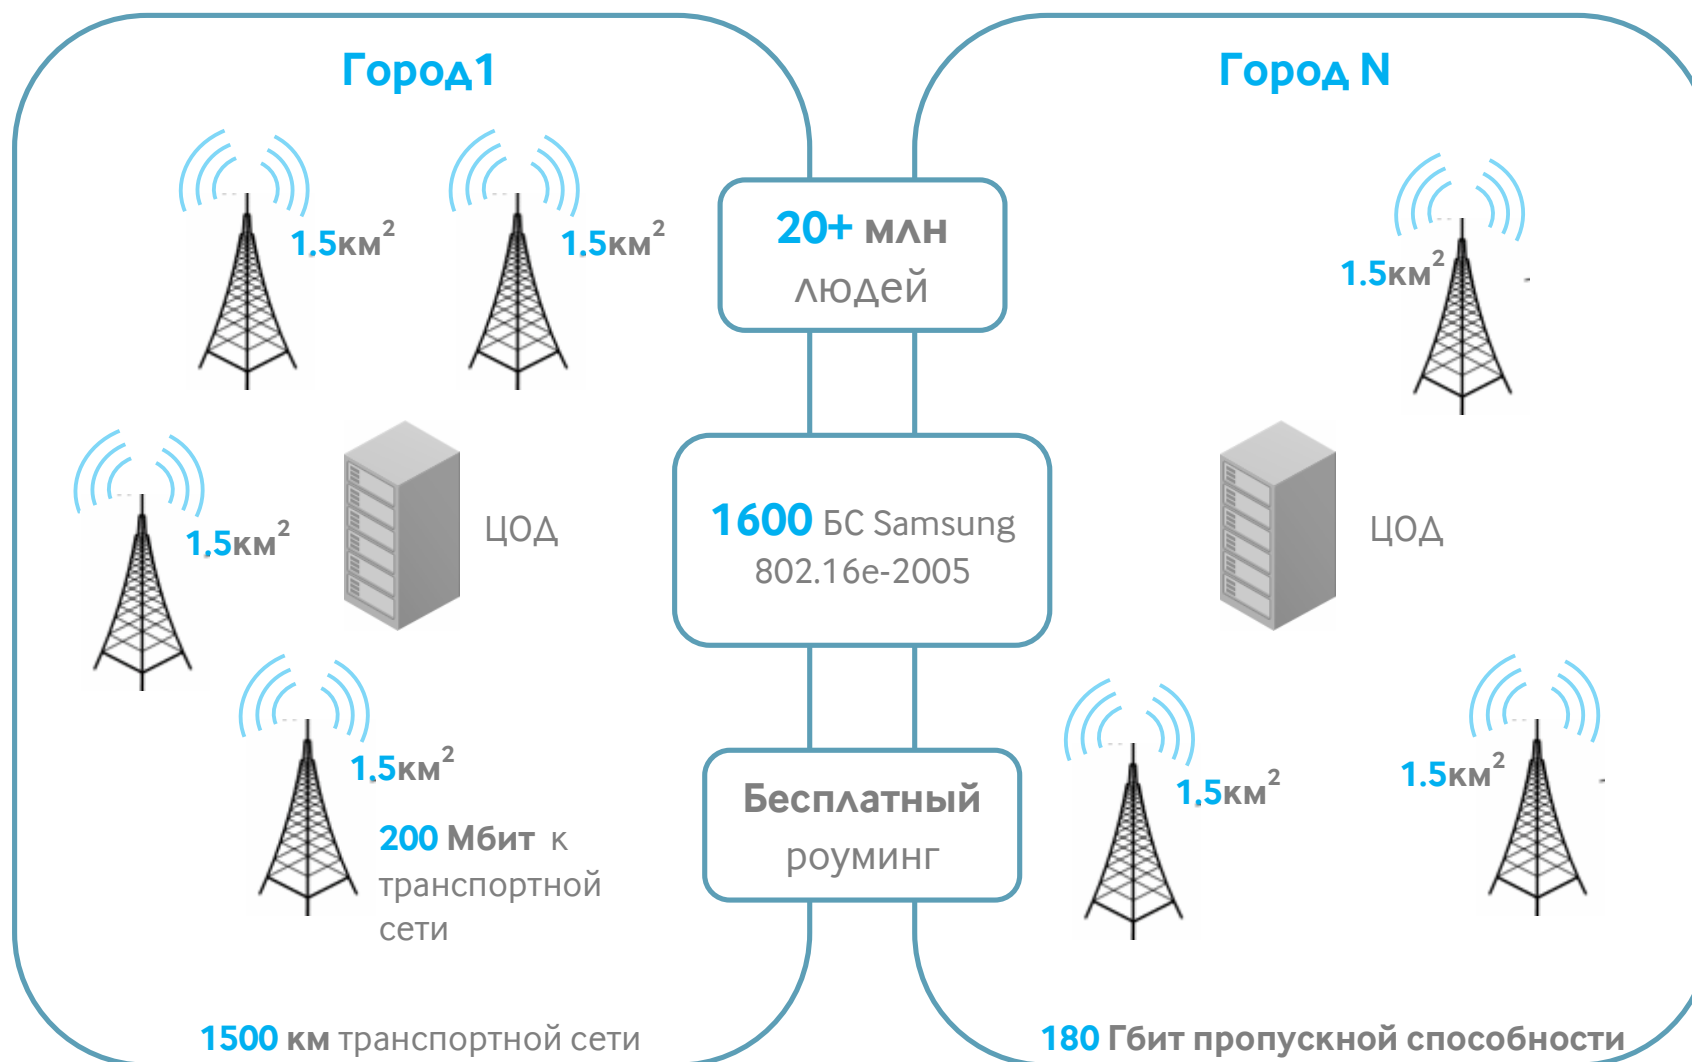 Город1
Город N
1.5км²
1.5км²
20+ млн
людей
1.5км²
1.5км²
ЦОД
1600 БС Samsung
802.16e-2005
ЦОД
1.5км²
200 Мбит к
транспортной
сети
Бесплатный
роуминг
1.5км²
1.5км²
1500 км транспортной сети
180 Гбит пропускной способности